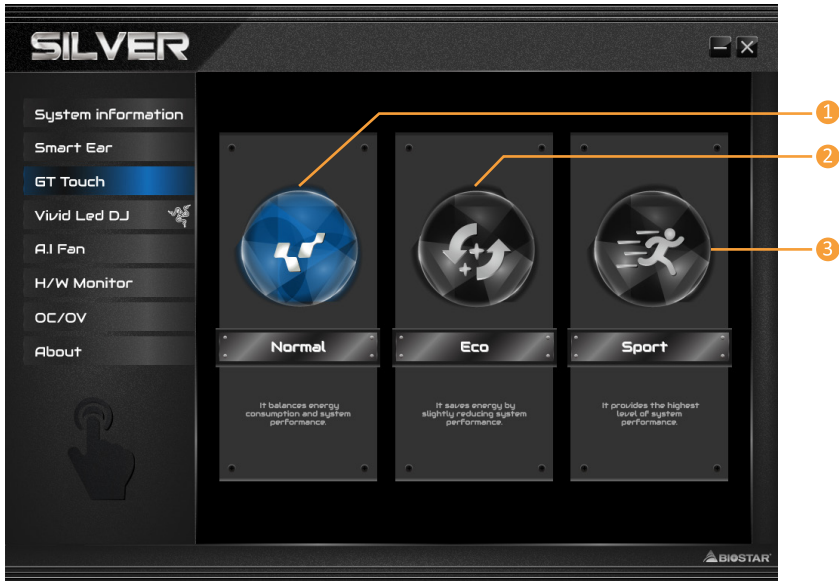 SILVER
System information
Smart Ear
GT Touch
Vivid Led DJ
A.I Fan
H/W Monitor
OC/OV
About
1
2
3
Normal
It balances energy
consumption and system
performance.
Eco
It saves energy by
slightly reducing system
performance.
Sport
It provides the highest
level of system
performance.
BIOSTAR